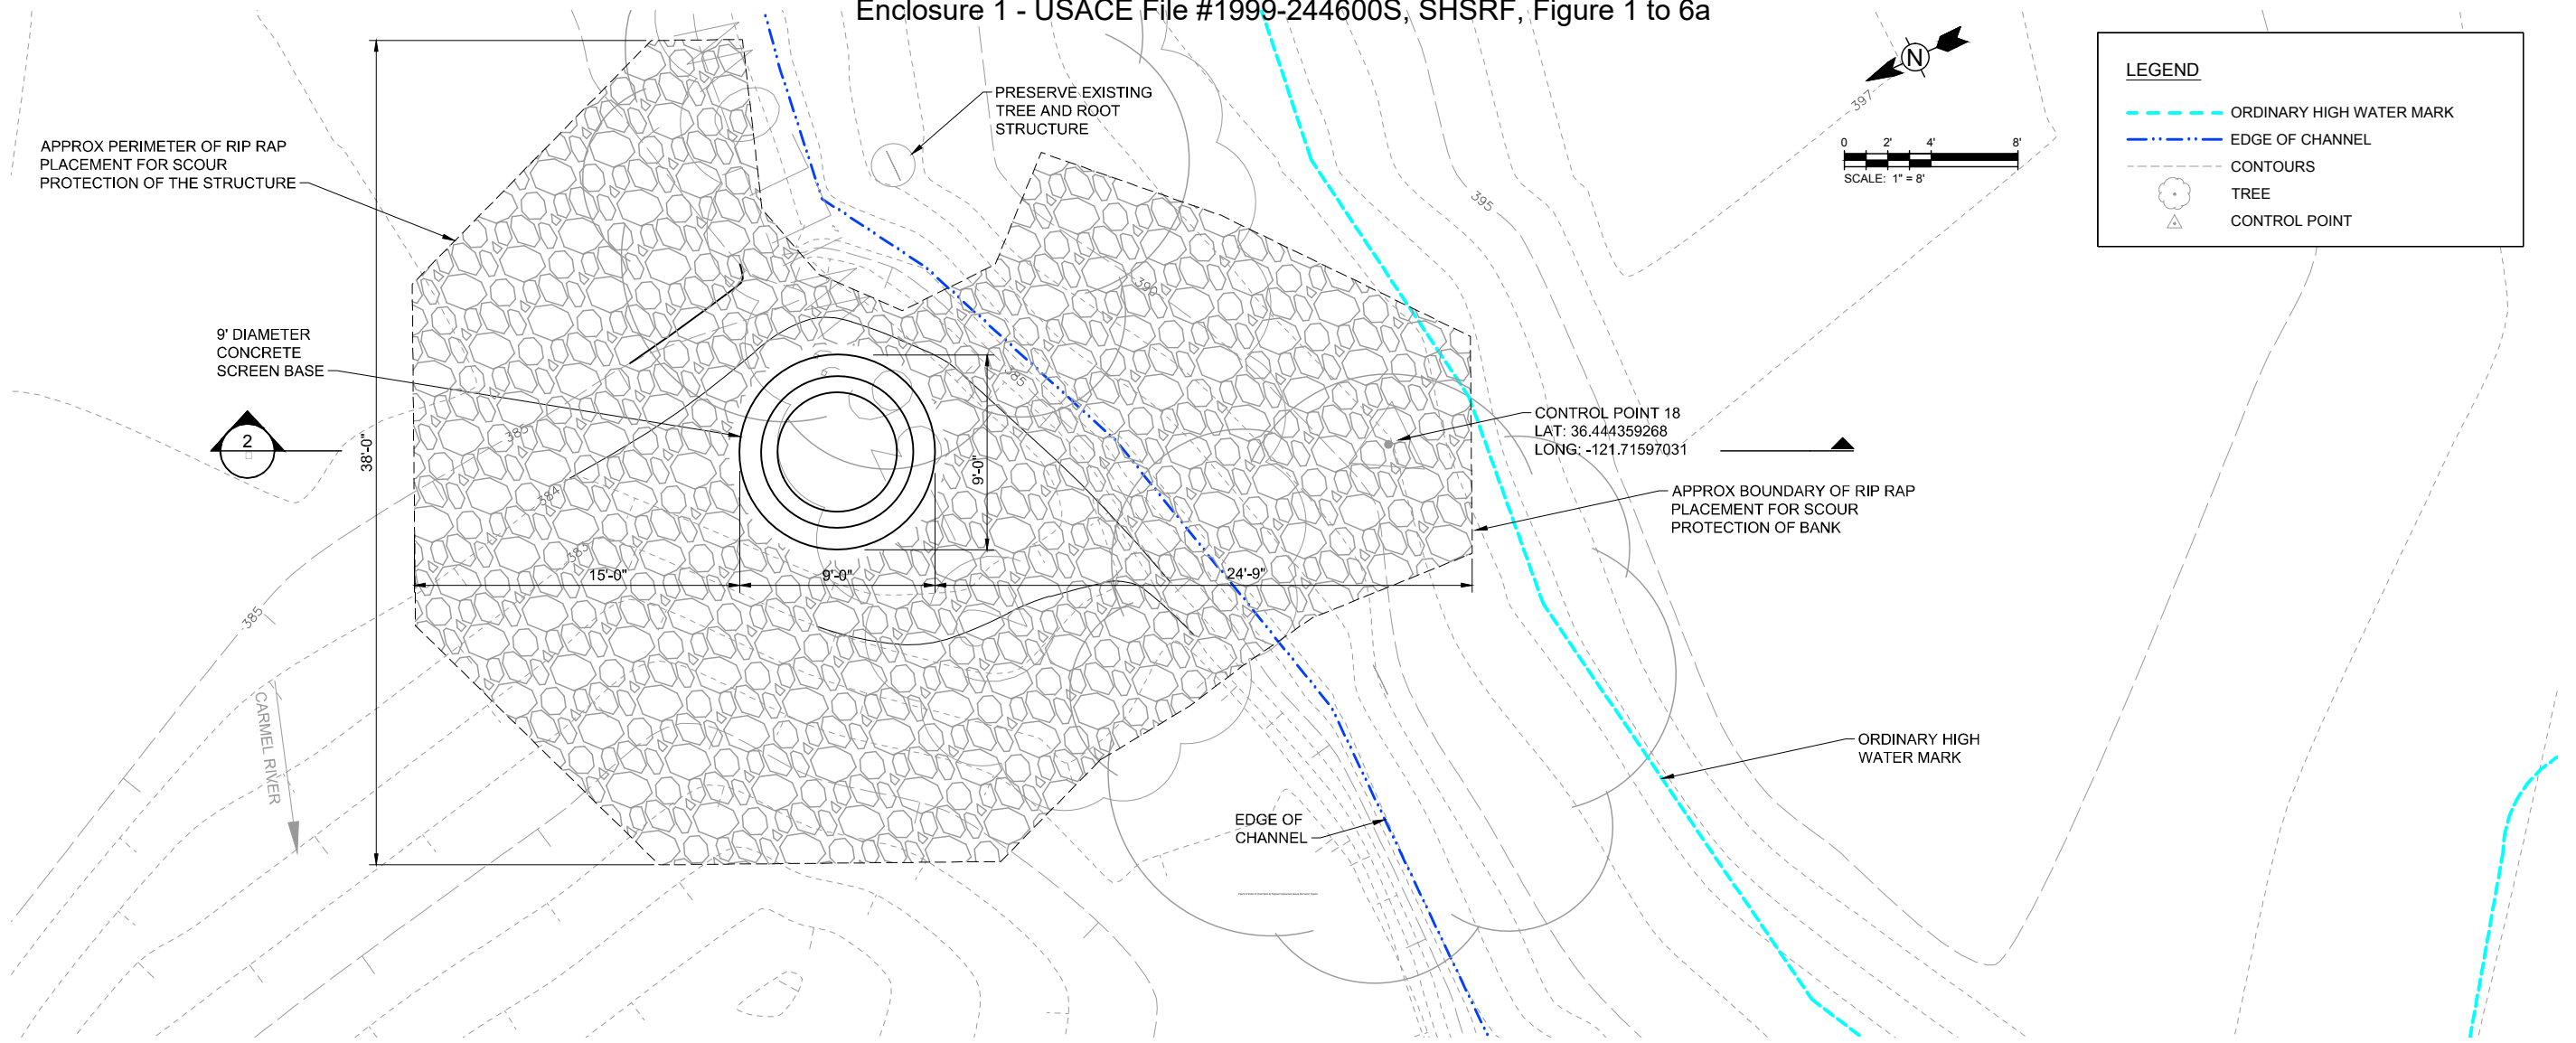 Enclosure 1 - USACE File #1999-244600S, SHSRF, Figure 1 to 6a
APPROX PERIMETER OF RIP RAP
PLACEMENT FOR SCOUR
PROTECTION OF THE STRUCTURE
PRESERVE EXISTING
TREE AND ROOT
STRUCTURE
N
397
0 2' 4' 8'
SCALE: 1" = 8'
LEGEND
ORDINARY HIGH WATER MARK
EDGE OF CHANNEL
CONTOURS
TREE
CONTROL POINT
395
390
9' DIAMETER
CONCRETE
SCREEN BASE
2
38'-0"
385
385
384
383
385
9'-0"
CONTROL POINT 18
LAT: 36.444359268
LONG: -121.71597031
APPROX BOUNDARY OF RIP RAP
PLACEMENT FOR SCOUR
PROTECTION OF BANK
15'-0"
9'-0"
24'-9"
CARMEL RIVER
EDGE OF
CHANNEL
ORDINARY HIGH
WATER MARK